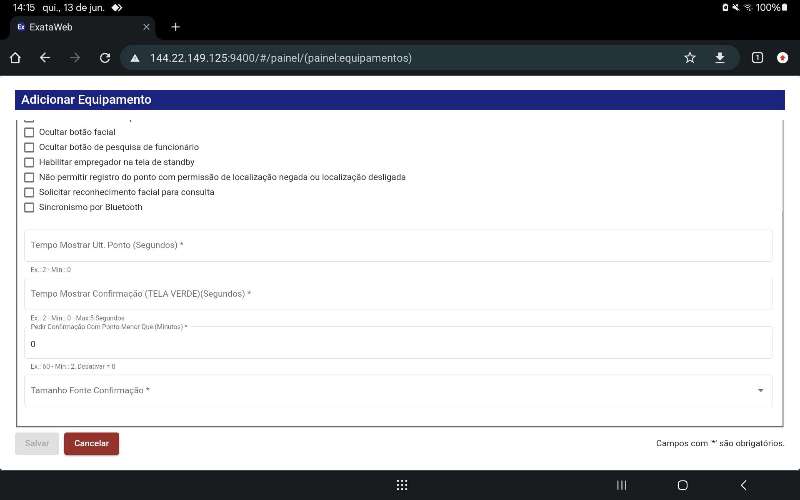 14:15 qui., 13 de jun.
100%
Ex ExataWeb
144.22.149.125:9400/#/painel/(painel:equipamentos)
1
Adicionar Equipamento
Ocultar botão facial
Ocultar botão de pesquisa de funcionário
Habilitar empregador na tela de standby
Não permitir registro do ponto com permissão de localização negada ou localização desligada
Solicitar reconhecimento facial para consulta
Sincronismo por Bluetooth
Tempo Mostrar Ult. Ponto (Segundos) *
Ex.: 2 - Mín.: 0
Tempo Mostrar Confirmação (TELA VERDE)(Segundos) *
Ex.: 2 - Mín.: 0 - Max 5 Segundos
Pedir Confirmação Com Ponto Menor Que (Minutos) *
0
Ex.: 60 - Mín.: 2, Desativar = 0
Tamanho Fonte Confirmação *
Salvar Cancelar
Campos com '*' são obrigatórios.